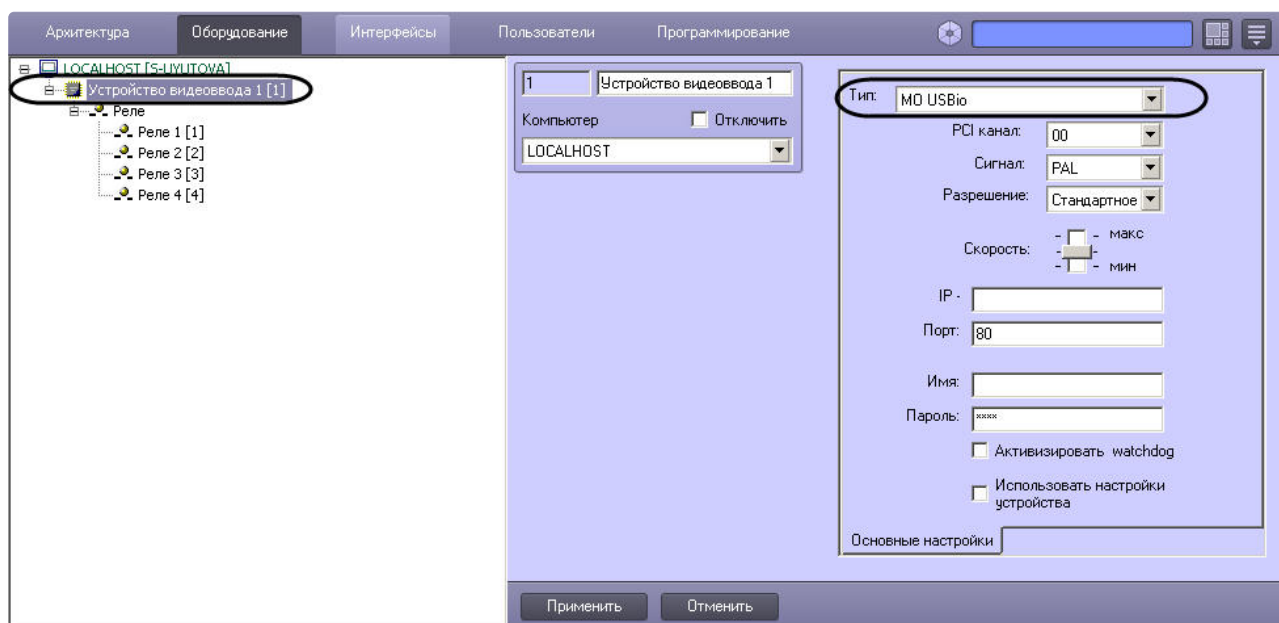 Архитектура Оборудование Интерфейсы Пользователи Программирование
LOCALHOST [S-UYUTOVA]
Устройство видеоввода 1 [1]
Реле
Реле 1 [1]
Реле 2 [2]
Реле 3 [3]
Реле 4 [4]
1 Устройство видеоввода 1
Компьютер Отключить
LOCALHOST
Тип: МО USBio
PCI канал: 00
Сигнал: PAL
Разрешение: Стандартное
- - макс
Скорость: - -
- - мин
IP -
Порт: 80
Имя:
Пароль: ××××
Активизировать watchdog
Использовать настройки
устройства
Основные настройки
Применить Отменить